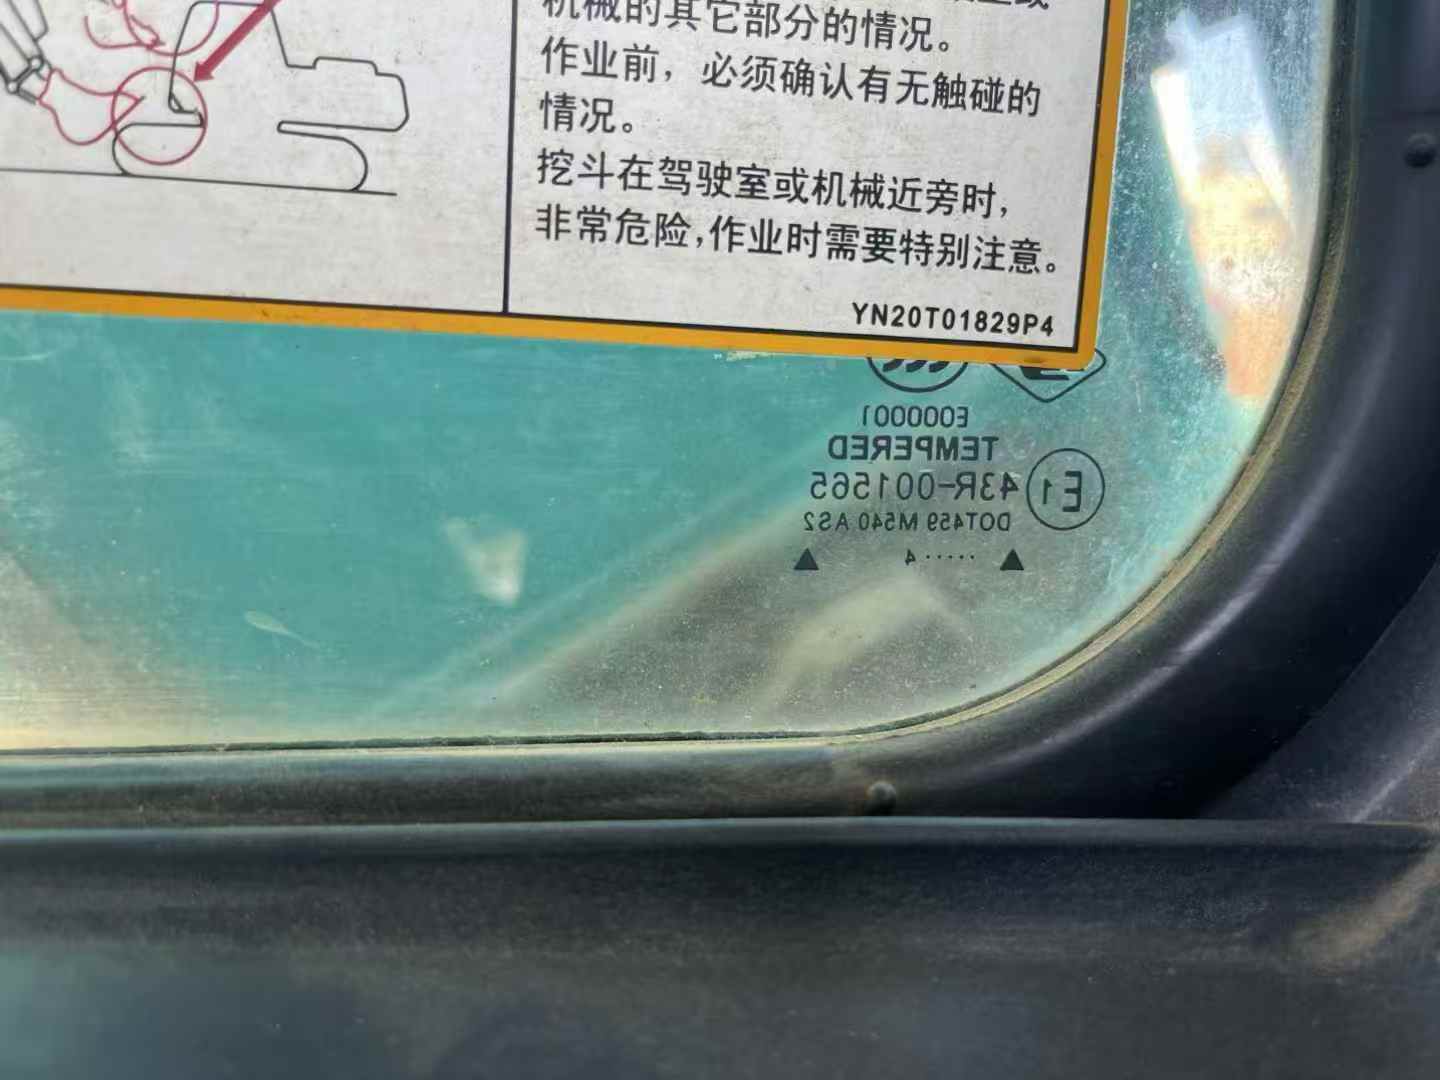 机械的其它部分的情况。
作业前，必须确认有无触碰的
情况。
挖斗在驾驶室或机械近旁时，
非常危险，作业时需要特别注意。
YN20T01829P4
E000001
TEMPERED
E1 43R-001565
DOT459 M540 AS2
▲ ·····4 ▲